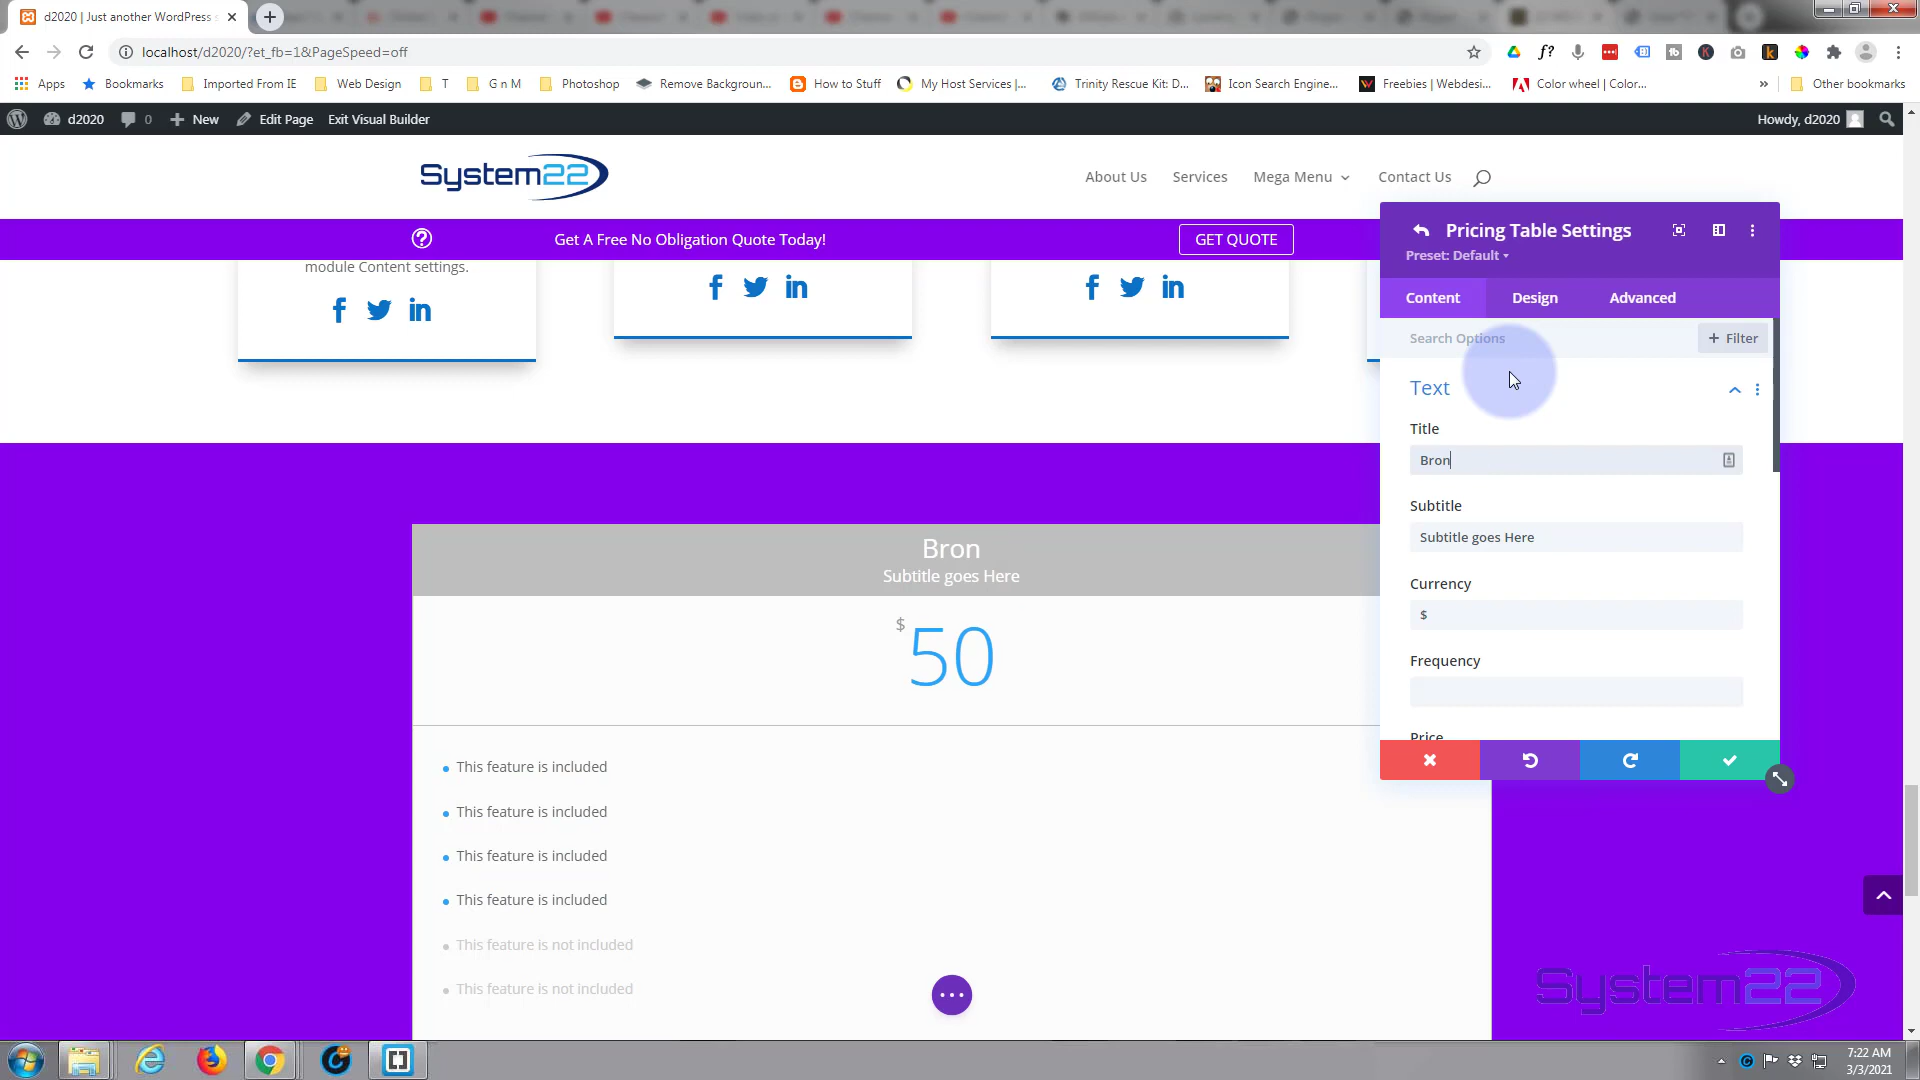 d2020 | Just another WordPress s
localhost/d2020/?et_fb=1&PageSpeed=off
Apps
Bookmarks
Imported From IE
Web Design
T
G n M
Photoshop
Remove Backgroun...
How to Stuff
My Host Services |...
Trinity Rescue Kit: D...
Icon Search Engine...
Freebies | Webdesi...
Color wheel | Color...
»
Other bookmarks
d2020
0
New
Edit Page
Exit Visual Builder
Howdy, d2020
System22
About Us
Services
Mega Menu
Contact Us
Get A Free No Obligation Quote Today!
GET QUOTE
module Content settings.
Pricing Table Settings
Preset: Default
Content
Design
Advanced
Search Options
+ Filter
Text
Title
Bron
Subtitle
Subtitle goes Here
Currency
$
Frequency
Price
Bron
Subtitle goes Here
$
50
This feature is included
This feature is included
This feature is included
This feature is included
This feature is not included
This feature is not included
System22
7:22 AM
3/3/2021